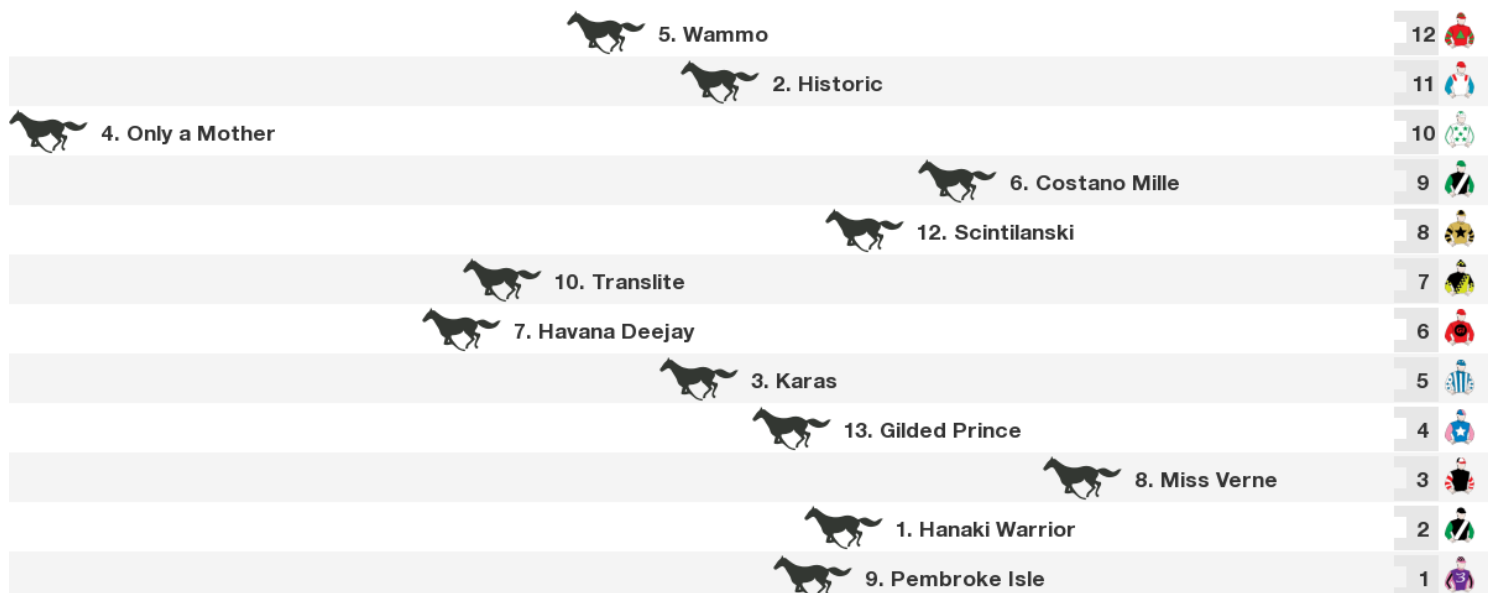 5. Wammo 12
2. Historic 11
4. Only a Mother 10
6. Costano Mille 9
12. Scintilanski 8
10. Translite 7
7. Havana Deejay 6
3. Karas 5
13. Gilded Prince 4
8. Miss Verne 3
1. Hanaki Warrior 2
9. Pembroke Isle 1